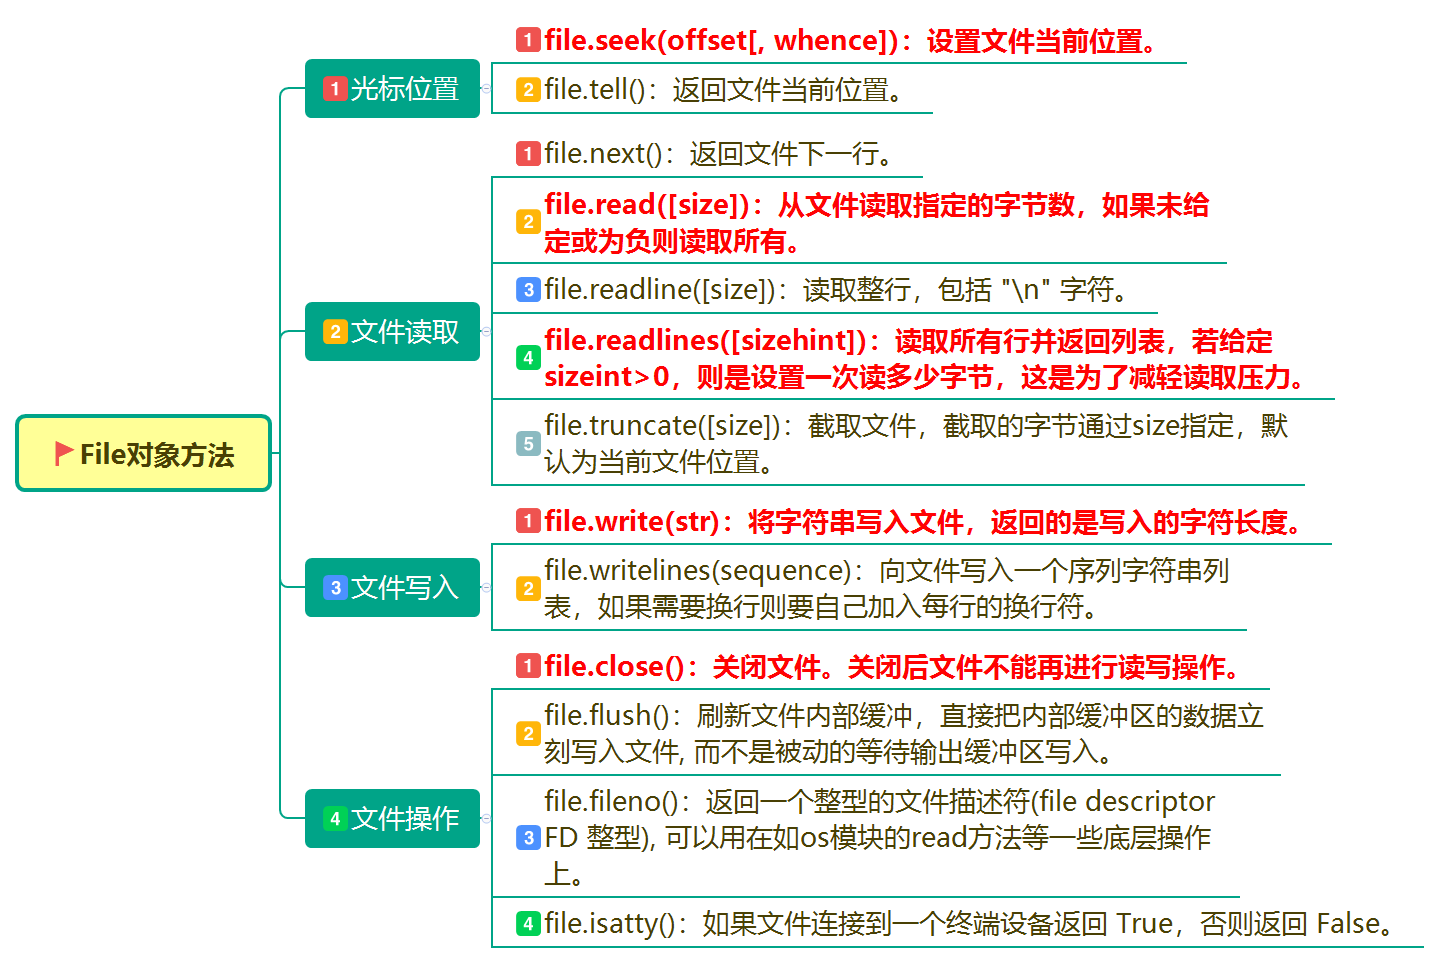 File对象方法
1 光标位置
1 file.seek(offset[, whence])：设置文件当前位置。
2 file.tell()：返回文件当前位置。
2 文件读取
1 file.next()：返回文件下一行。
2 file.read([size])：从文件读取指定的字节数，如果未给
定或为负则读取所有。
3 file.readline([size])：读取整行，包括 "\n" 字符。
4 file.readlines([sizehint])：读取所有行并返回列表，若给定
sizeint>0，则是设置一次读多少字节，这是为了减轻读取压力。
5 file.truncate([size])：截取文件，截取的字节通过size指定，默
认为当前文件位置。
3 文件写入
1 file.write(str)：将字符串写入文件，返回的是写入的字符长度。
2 file.writelines(sequence)：向文件写入一个序列字符串列
表，如果需要换行则要自己加入每行的换行符。
4 文件操作
1 file.close()：关闭文件。关闭后文件不能再进行读写操作。
2 file.flush()：刷新文件内部缓冲，直接把内部缓冲区的数据立
刻写入文件, 而不是被动的等待输出缓冲区写入。
3 file.fileno()：返回一个整型的文件描述符(file descriptor
FD 整型), 可以用在如os模块的read方法等一些底层操作
上。
4 file.isatty()：如果文件连接到一个终端设备返回 True，否则返回 False。